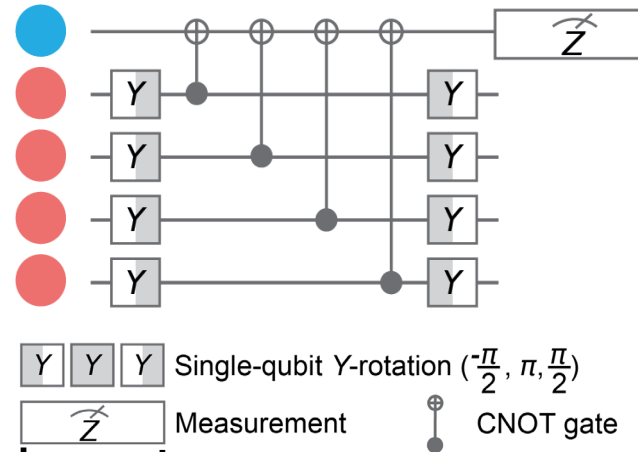 Z
Y Y
Y Y
Y Y
Y Y
Y Y Y Single-qubit Y-rotation (-π/2, π, π/2)
Z Measurement CNOT gate